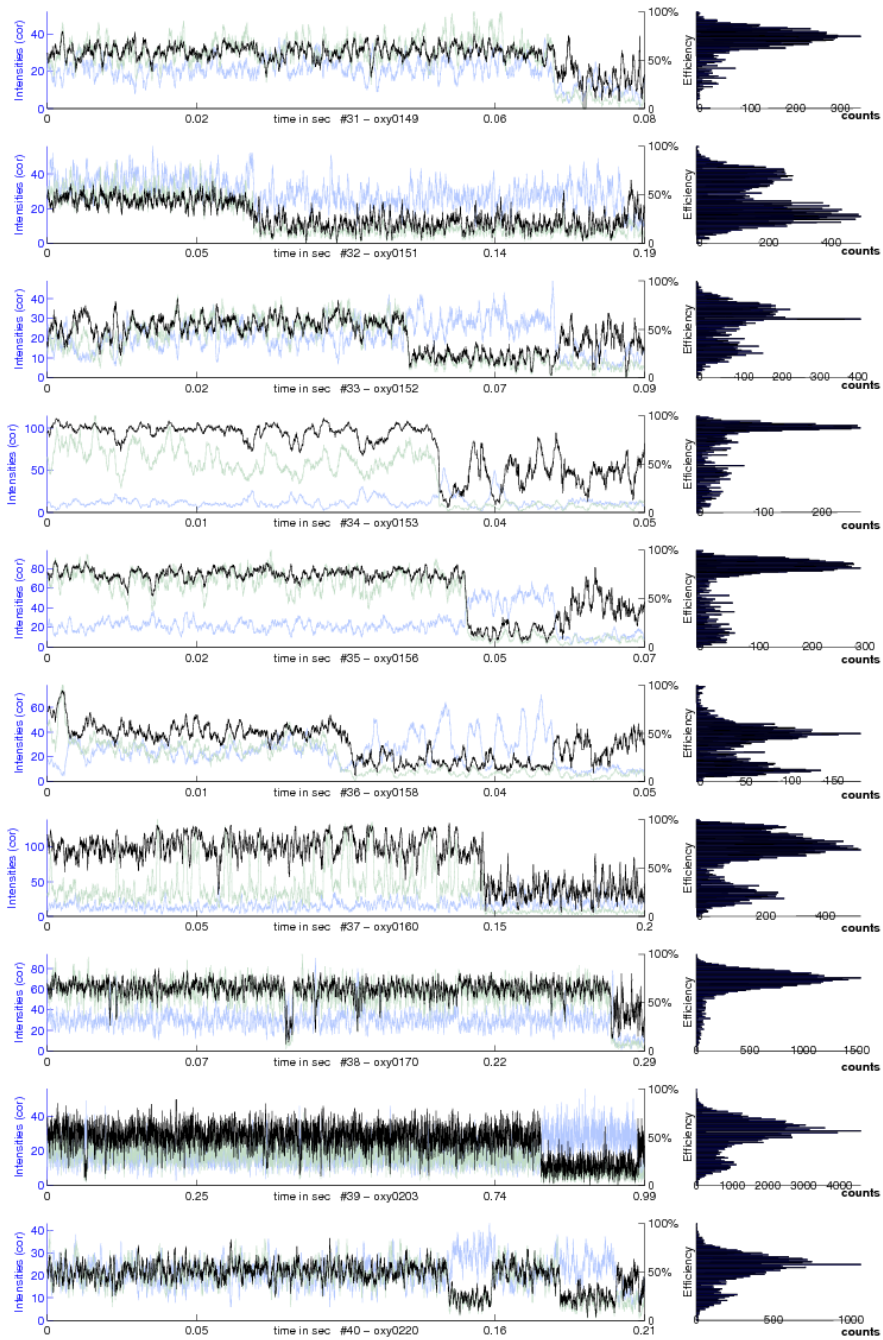 Intensities (cor) 40 20 0 100% 50% 0 Efficiency
0 0.02 time in sec #31 – oxy0149 0.06 0.08 0 100 200 300 counts
Intensities (cor) 40 20 0 100% 50% 0 Efficiency
0 0.05 time in sec #32 – oxy0151 0.14 0.19 0 200 400 counts
Intensities (cor) 40 30 20 10 0 100% 50% 0 Efficiency
0 0.02 time in sec #33 – oxy0152 0.07 0.09 0 100 200 300 400 counts
Intensities (cor) 100 50 0 100% 50% 0 Efficiency
0 0.01 time in sec #34 – oxy0153 0.04 0.05 0 100 200 counts
Intensities (cor) 80 60 40 20 0 100% 50% 0 Efficiency
0 0.02 time in sec #35 – oxy0156 0.05 0.07 0 100 200 300 counts
Intensities (cor) 60 40 20 0 100% 50% 0 Efficiency
0 0.01 time in sec #36 – oxy0158 0.04 0.05 0 50 100 150 counts
Intensities (cor) 100 50 0 100% 50% 0 Efficiency
0 0.05 time in sec #37 – oxy0160 0.15 0.2 0 200 400 counts
Intensities (cor) 80 60 40 20 0 100% 50% 0 Efficiency
0 0.07 time in sec #38 – oxy0170 0.22 0.29 0 500 1000 1500 counts
Intensities (cor) 40 20 0 100% 50% 0 Efficiency
0 0.25 time in sec #39 – oxy0203 0.74 0.99 0 1000 2000 3000 4000 counts
Intensities (cor) 40 30 20 10 0 100% 50% 0 Efficiency
0 0.05 time in sec #40 – oxy0220 0.16 0.21 0 500 1000 counts